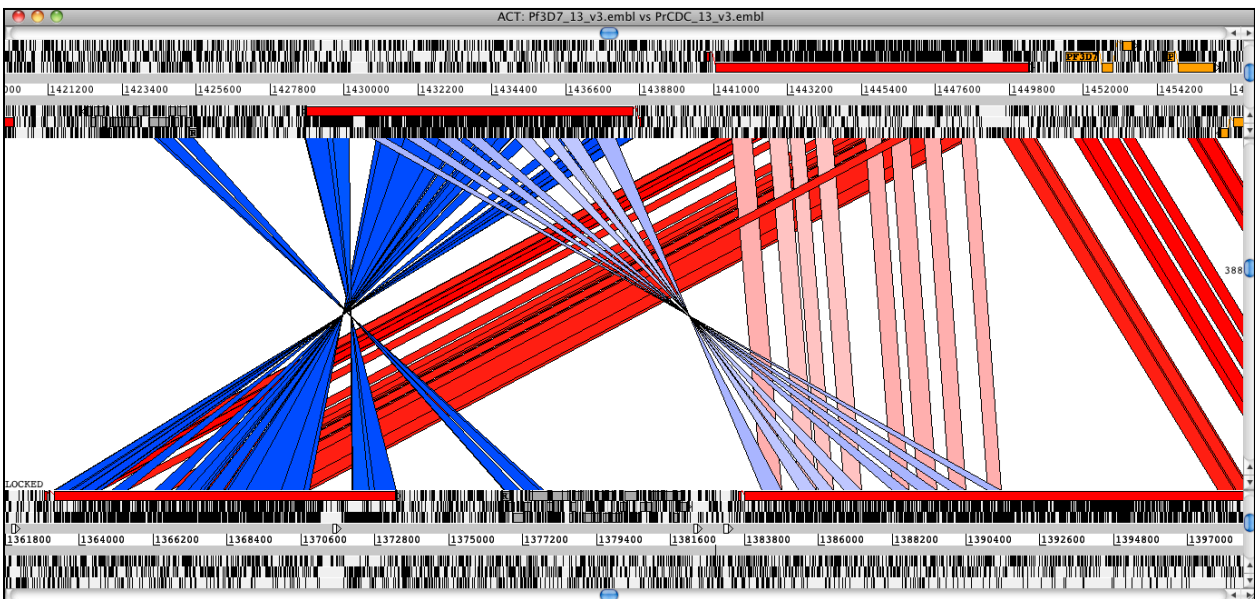 ACT: Pf3D7_13_v3.embl vs PrCDC_13_v3.embl
PF3D7 P
000 1421200 1423400 1425600 1427800 1430000 1432200 1434400 1436600 1438800 1441000 1443200 1445400 1447600 1449800 1452000 1454200 14
388
LOCKED
1361800 1364000 1366200 1368400 1370600 1372800 1375000 1377200 1379400 1381600 1383800 1386000 1388200 1390400 1392600 1394800 1397000